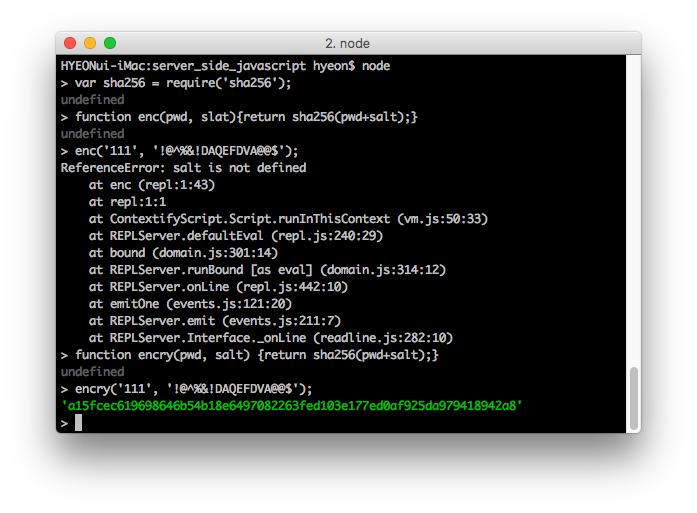 2. node
HYEONui-iMac:server_side_javascript hyeon$ node
> var sha256 = require('sha256');
undefined
> function enc(pwd, slat){return sha256(pwd+salt);}
undefined
> enc('111', '!@^%&!DAQEFDVA@@$');
ReferenceError: salt is not defined
    at enc (repl:1:43)
    at repl:1:1
    at ContextifyScript.Script.runInThisContext (vm.js:50:33)
    at REPLServer.defaultEval (repl.js:240:29)
    at bound (domain.js:301:14)
    at REPLServer.runBound [as eval] (domain.js:314:12)
    at REPLServer.onLine (repl.js:442:10)
    at emitOne (events.js:121:20)
    at REPLServer.emit (events.js:211:7)
    at REPLServer.Interface._onLine (readline.js:282:10)
> function encry(pwd, salt) {return sha256(pwd+salt);}
undefined
> encry('111', '!@^%&!DAQEFDVA@@$');
'a15fcec619698646b54b18e6497082263fed103e177ed0af925da979418942a8'
>